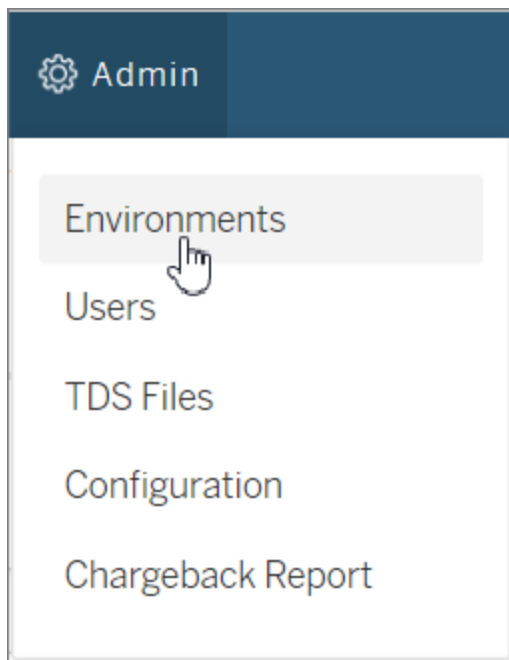 Admin
Environments
Users
TDS Files
Configuration
Chargeback Report